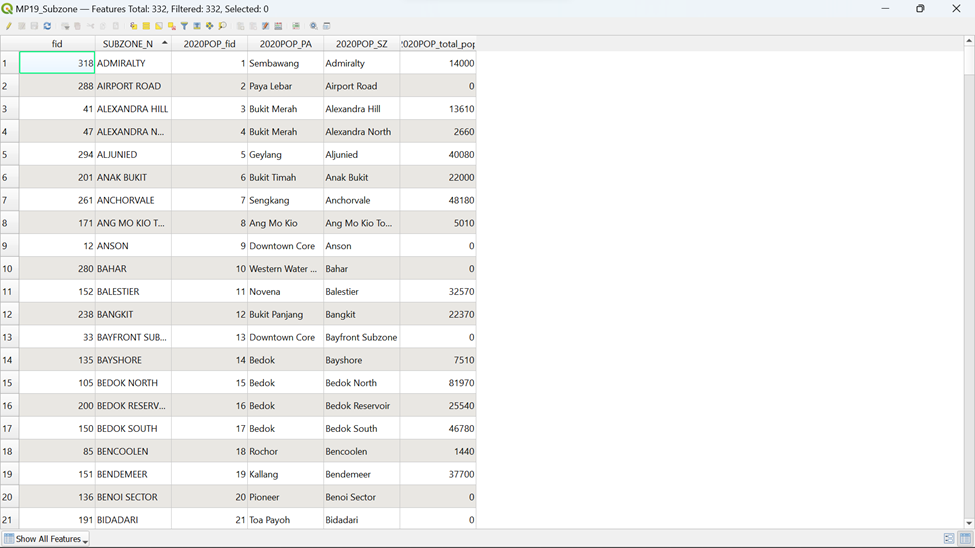 MP19_Subzone — Features Total: 332, Filtered: 332, Selected: 0
fid SUBZONE_N 2020POP_fid 2020POP_PA 2020POP_SZ 2020POP_total_pop
1 318 ADMIRALTY 1 Sembawang Admiralty 14000
2 288 AIRPORT ROAD 2 Paya Lebar Airport Road 0
3 41 ALEXANDRA HILL 3 Bukit Merah Alexandra Hill 13610
4 47 ALEXANDRA N... 4 Bukit Merah Alexandra North 2660
5 294 ALJUNIED 5 Geylang Aljunied 40080
6 201 ANAK BUKIT 6 Bukit Timah Anak Bukit 22000
7 261 ANCHORVALE 7 Sengkang Anchorvale 48180
8 171 ANG MO KIO T... 8 Ang Mo Kio Ang Mo Kio To... 5010
9 12 ANSON 9 Downtown Core Anson 0
10 280 BAHAR 10 Western Water ... Bahar 0
11 152 BALESTIER 11 Novena Balestier 32570
12 238 BANGKIT 12 Bukit Panjang Bangkit 22370
13 33 BAYFRONT SUB... 13 Downtown Core Bayfront Subzone 0
14 135 BAYSHORE 14 Bedok Bayshore 7510
15 105 BEDOK NORTH 15 Bedok Bedok North 81970
16 200 BEDOK RESERV... 16 Bedok Bedok Reservoir 25540
17 150 BEDOK SOUTH 17 Bedok Bedok South 46780
18 85 BENCOOLEN 18 Rochor Bencoolen 1440
19 151 BENDEMEER 19 Kallang Bendemeer 37700
20 136 BENOI SECTOR 20 Pioneer Benoi Sector 0
21 191 BIDADARI 21 Toa Payoh Bidadari 0
Show All Features